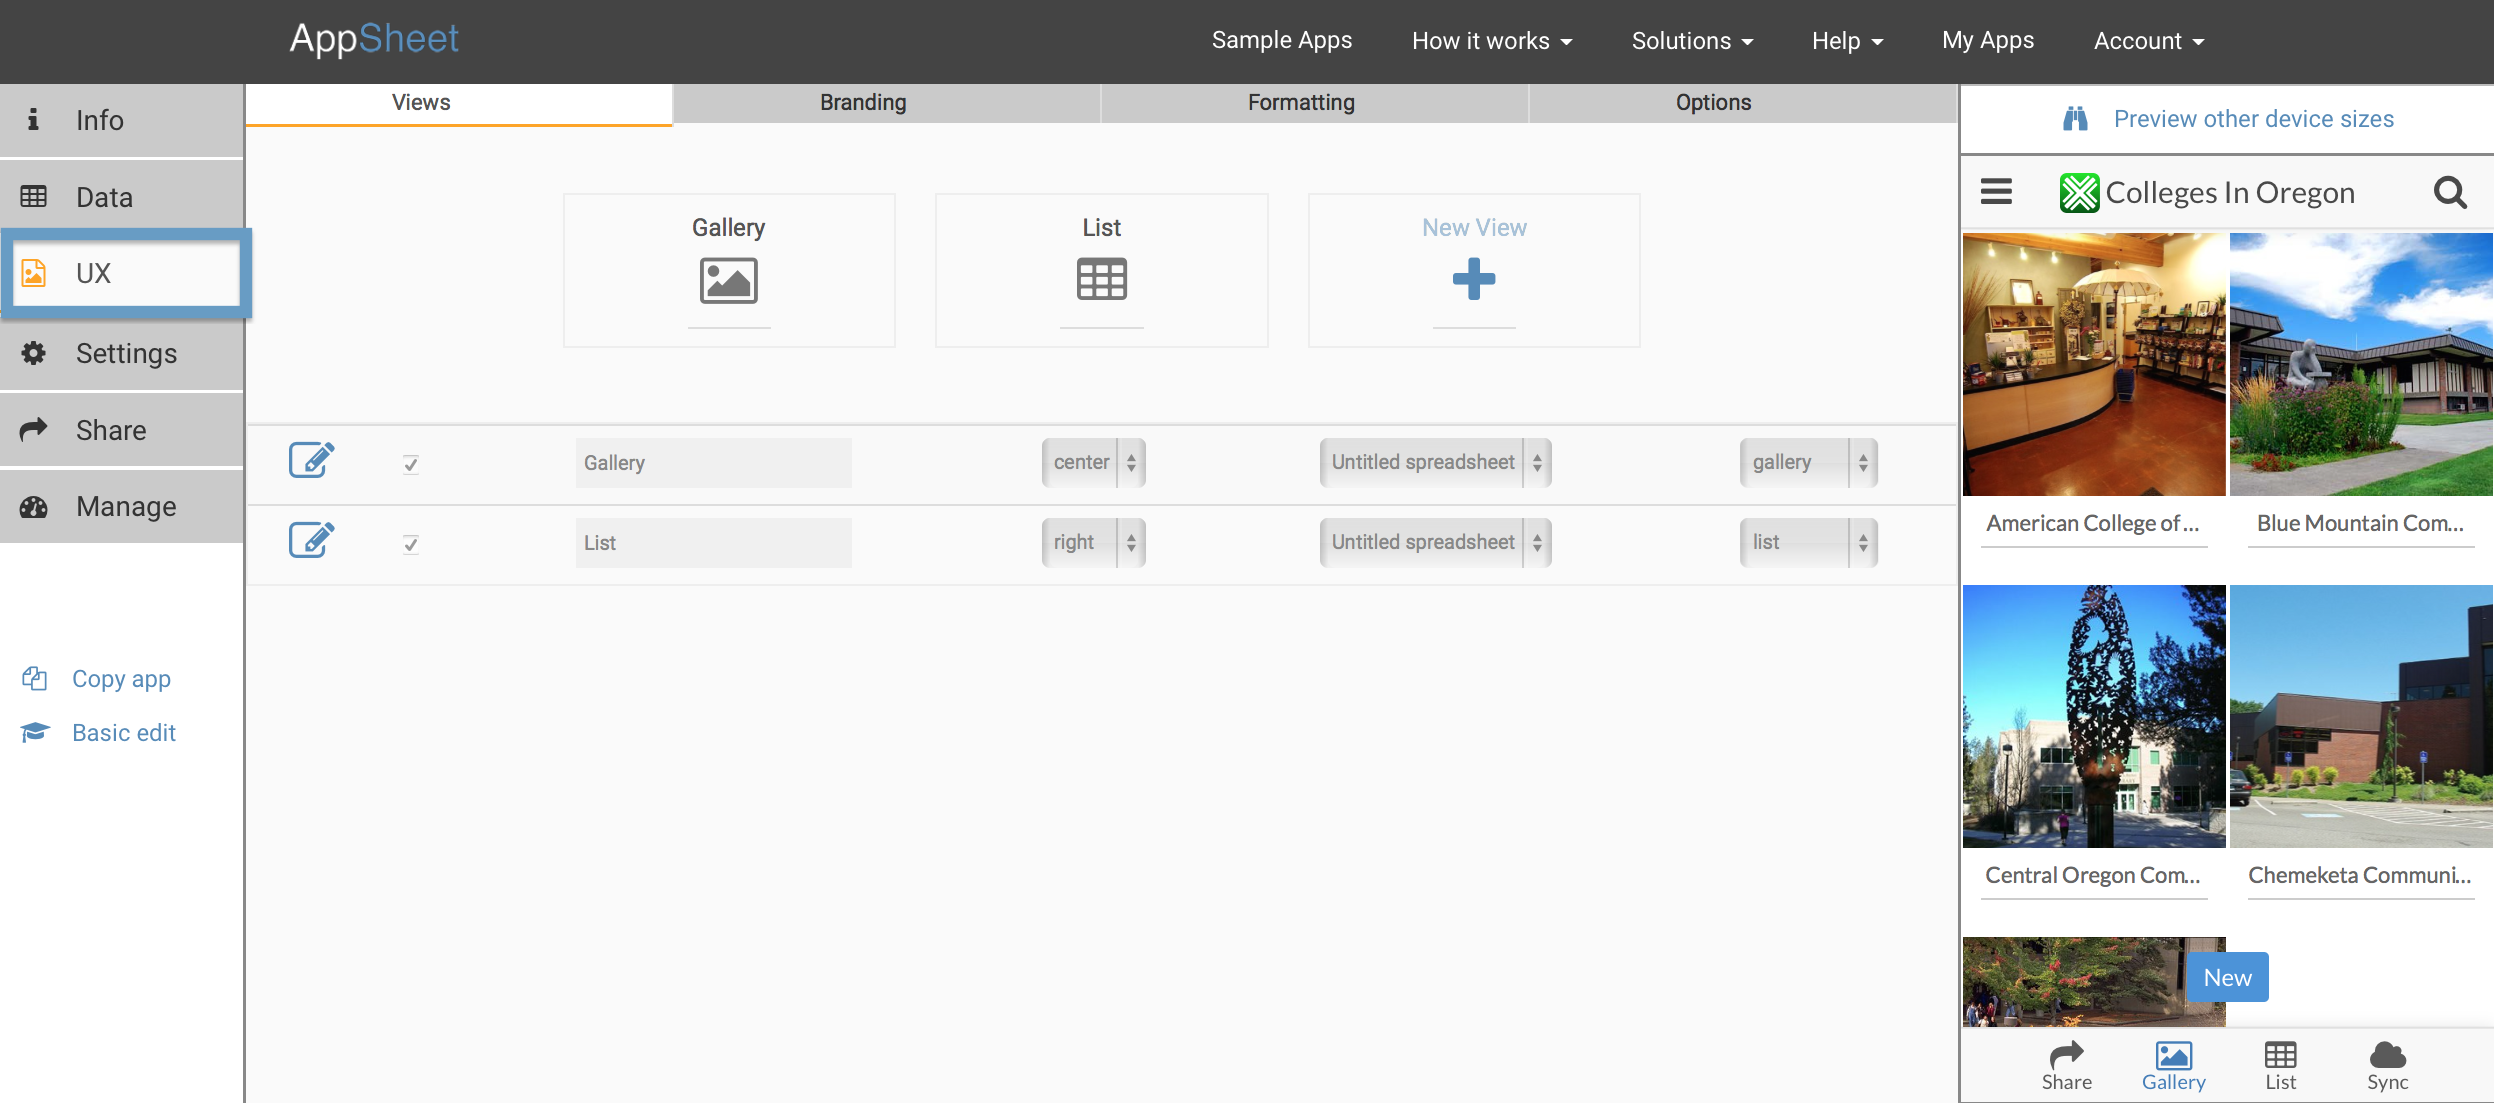 AppSheet
Sample Apps How it works Solutions Help My Apps Account
Info
Data
UX
Settings
Share
Manage
Copy app
Basic edit
Views Branding Formatting Options
Gallery List New View
Gallery center Untitled spreadsheet gallery
List right Untitled spreadsheet list
Preview other device sizes
Colleges In Oregon
American College of... Blue Mountain Com...
Central Oregon Com... Chemeketa Communi...
New
Share Gallery List Sync